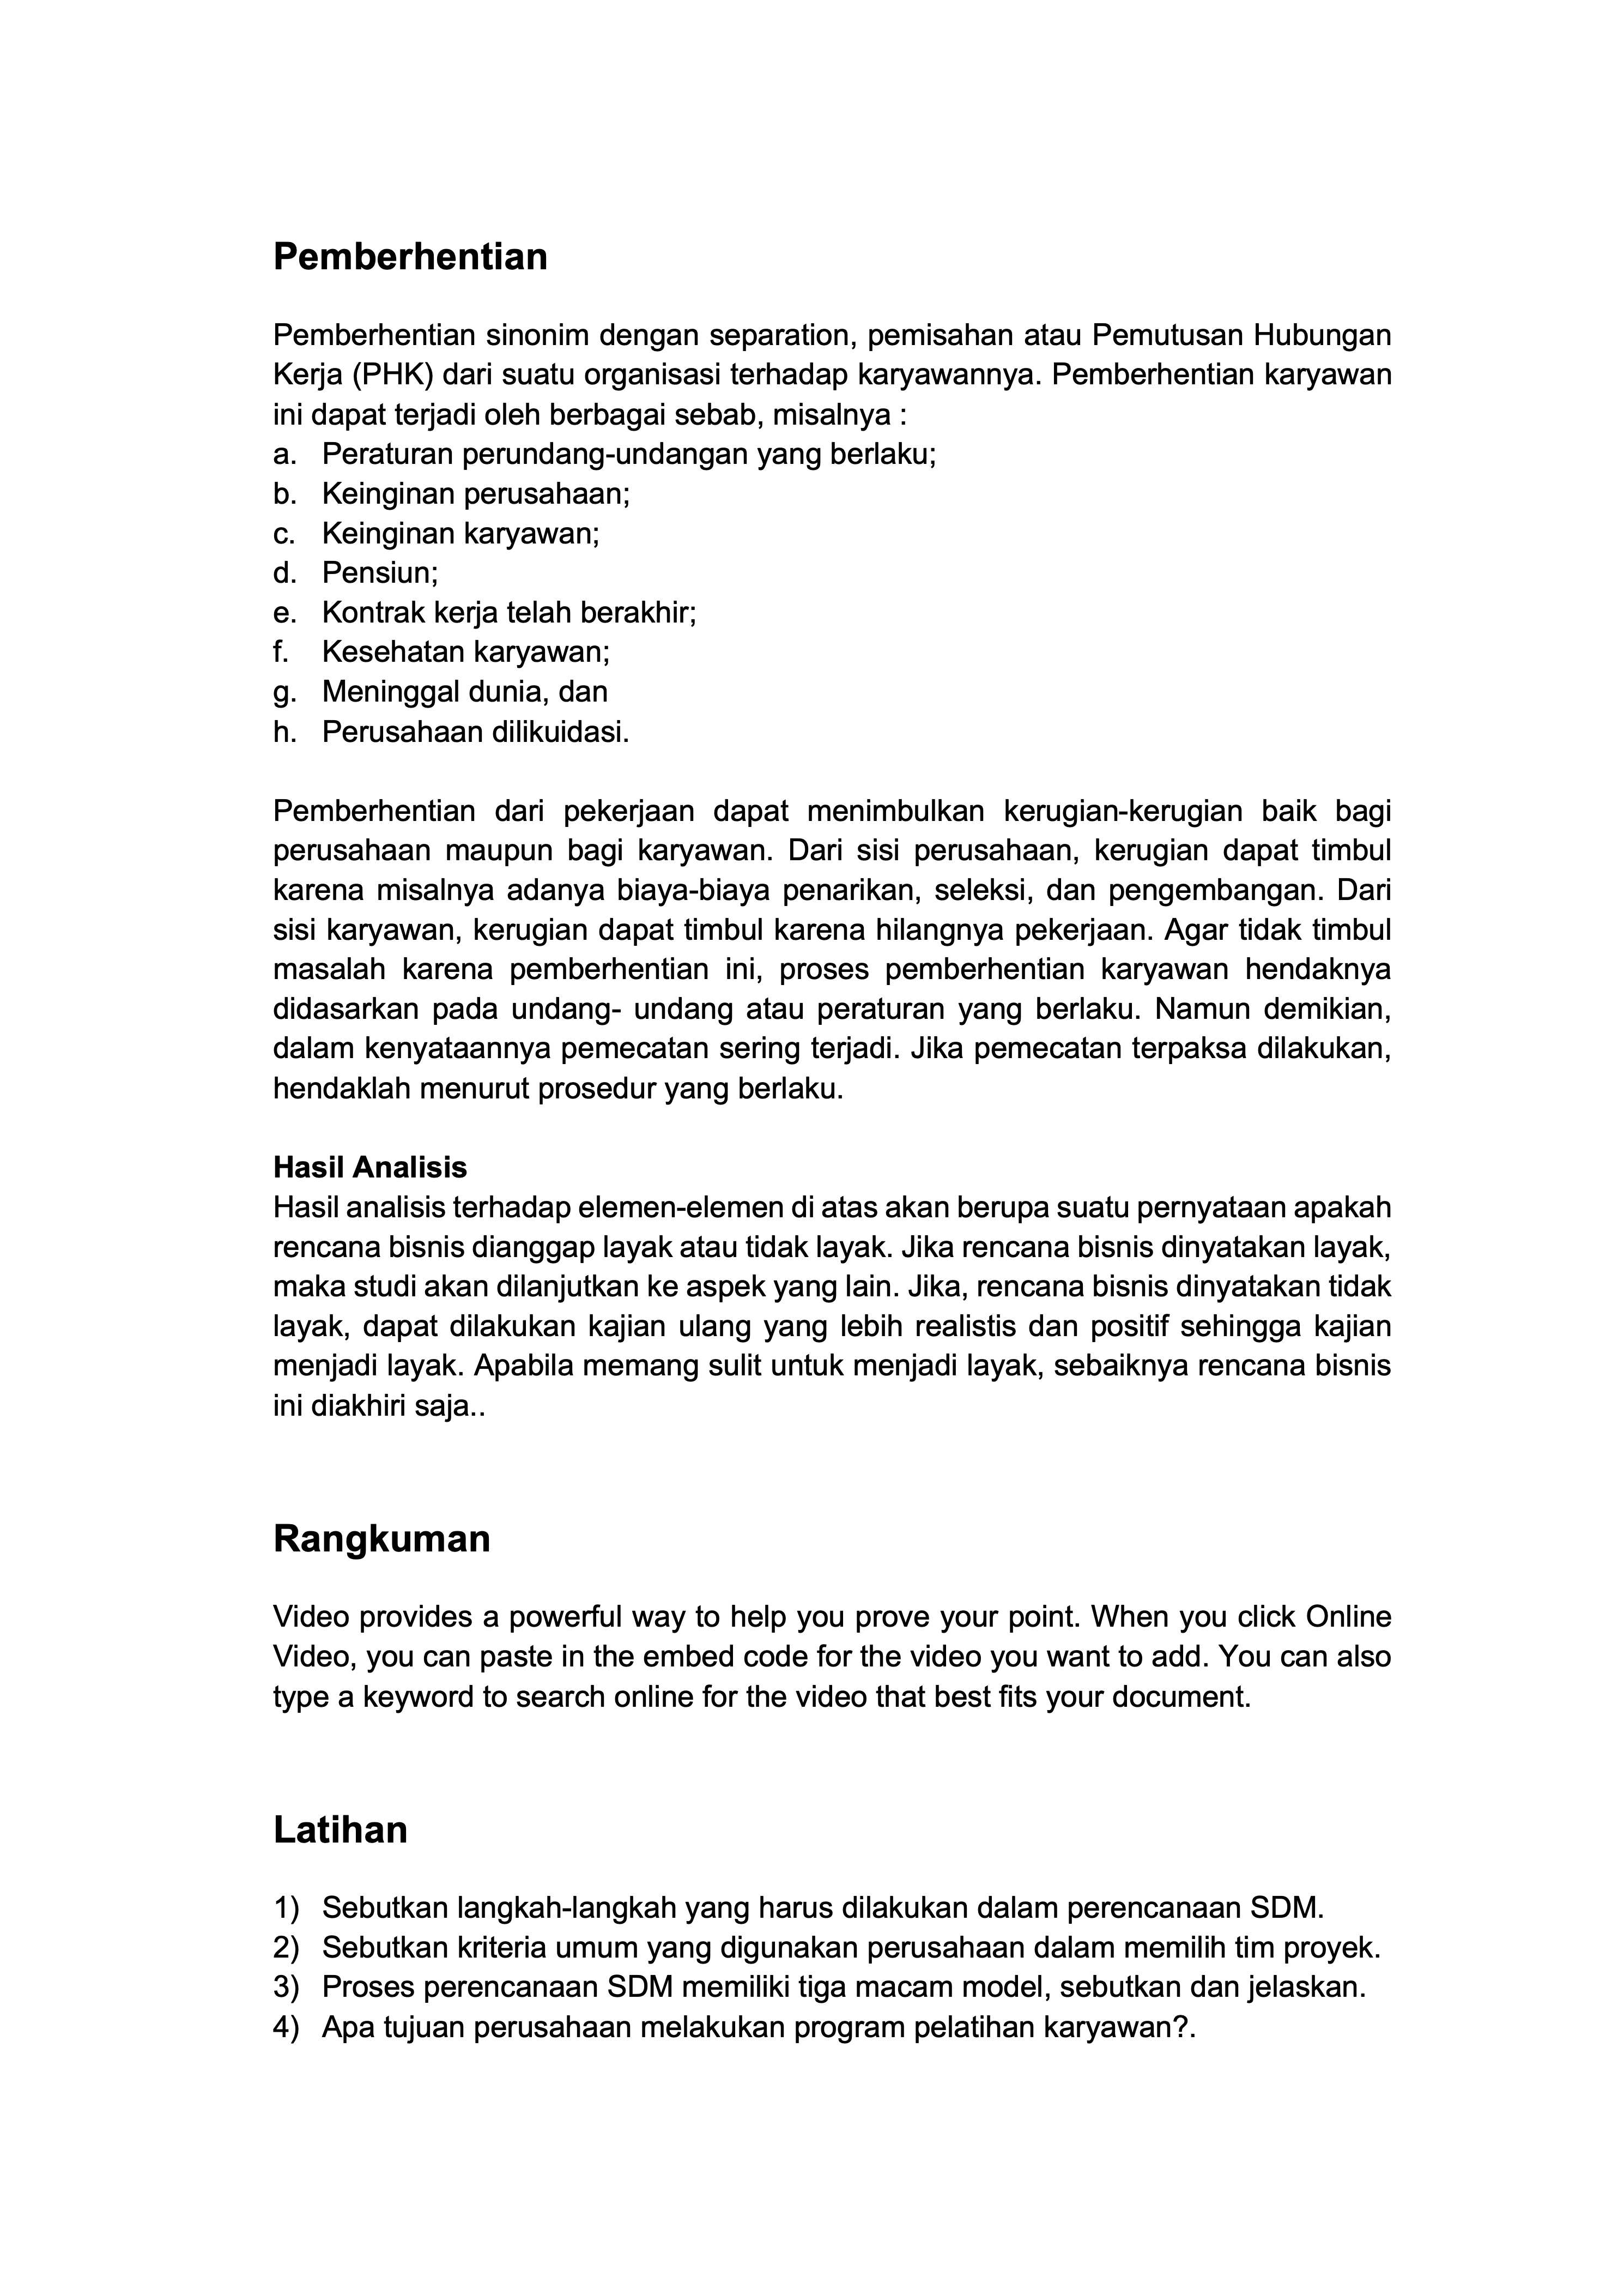 Pemberhentian
Pemberhentian sinonim dengan separation, pemisahan atau Pemutusan Hubungan
Kerja (PHK) dari suatu organisasi terhadap karyawannya. Pemberhentian karyawan
ini dapat terjadi oleh berbagai sebab, misalnya :
a. Peraturan perundang-undangan yang berlaku;
b. Keinginan perusahaan;
c. Keinginan karyawan;
d. Pensiun;
e. Kontrak kerja telah berakhir;
f. Kesehatan karyawan;
g. Meninggal dunia, dan
h. Perusahaan dilikuidasi.
Pemberhentian dari pekerjaan dapat menimbulkan kerugian-kerugian baik bagi
perusahaan maupun bagi karyawan. Dari sisi perusahaan, kerugian dapat timbul
karena misalnya adanya biaya-biaya penarikan, seleksi, dan pengembangan. Dari
sisi karyawan, kerugian dapat timbul karena hilangnya pekerjaan. Agar tidak timbul
masalah karena pemberhentian ini, proses pemberhentian karyawan hendaknya
didasarkan pada undang- undang atau peraturan yang berlaku. Namun demikian,
dalam kenyataannya pemecatan sering terjadi. Jika pemecatan terpaksa dilakukan,
hendaklah menurut prosedur yang berlaku.
Hasil Analisis
Hasil analisis terhadap elemen-elemen di atas akan berupa suatu pernyataan apakah
rencana bisnis dianggap layak atau tidak layak. Jika rencana bisnis dinyatakan layak,
maka studi akan dilanjutkan ke aspek yang lain. Jika, rencana bisnis dinyatakan tidak
layak, dapat dilakukan kajian ulang yang lebih realistis dan positif sehingga kajian
menjadi layak. Apabila memang sulit untuk menjadi layak, sebaiknya rencana bisnis
ini diakhiri saja..
Rangkuman
Video provides a powerful way to help you prove your point. When you click Online
Video, you can paste in the embed code for the video you want to add. You can also
type a keyword to search online for the video that best fits your document.
Latihan
1) Sebutkan langkah-langkah yang harus dilakukan dalam perencanaan SDM.
2) Sebutkan kriteria umum yang digunakan perusahaan dalam memilih tim proyek.
3) Proses perencanaan SDM memiliki tiga macam model, sebutkan dan jelaskan.
4) Apa tujuan perusahaan melakukan program pelatihan karyawan?.